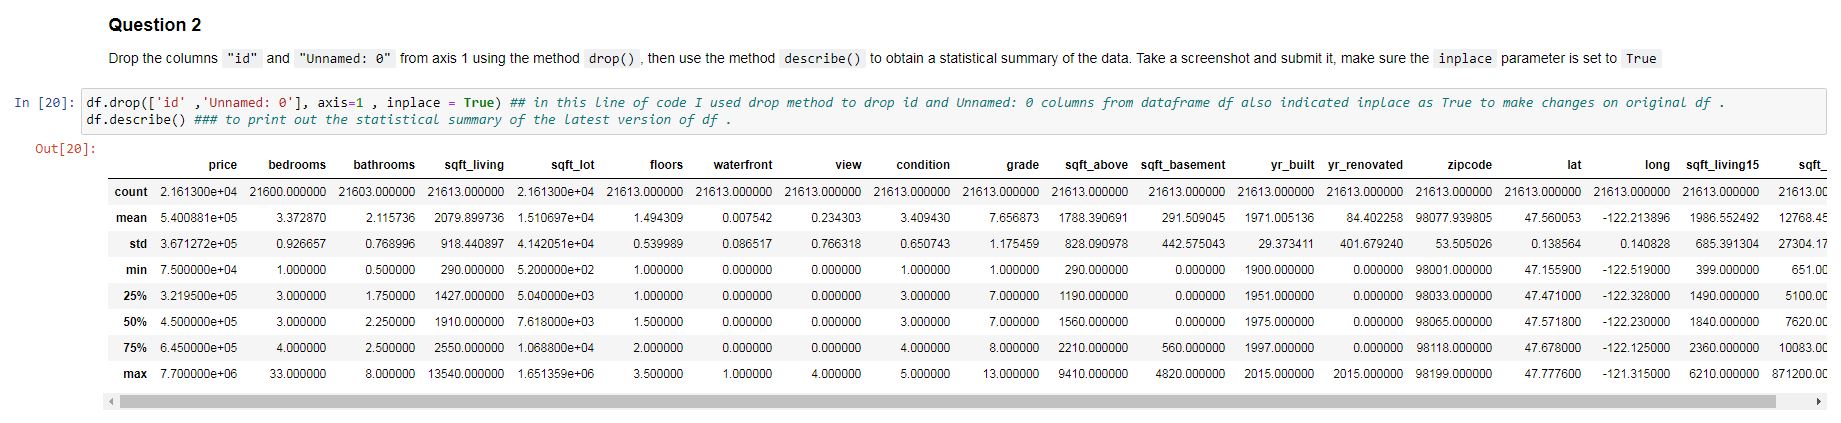 Question 2
Drop the columns "id" and "Unnamed: 0" from axis 1 using the method drop() , then use the method describe() to obtain a statistical summary of the data. Take a screenshot and submit it, make sure the inplace parameter is set to True
In [20]: df.drop(['id' ,'Unnamed: 0'], axis=1 , inplace = True) ## in this line of code I used drop method to drop id and Unnamed: 0 columns from dataframe df also indicated inplace as True to make changes on original df .
df.describe() ### to print out the statistical summary of the latest version of df .
Out[20]:
price bedrooms bathrooms sqft_living sqft_lot floors waterfront view condition grade sqft_above sqft_basement yr_built yr_renovated zipcode lat long sqft_living15 sqft_
count 2.161300e+04 21600.000000 21603.000000 21613.000000 2.161300e+04 21613.000000 21613.000000 21613.000000 21613.000000 21613.000000 21613.000000 21613.000000 21613.000000 21613.000000 21613.000000 21613.000000 21613.000000 21613.000000 21613.00
mean 5.400881e+05 3.372870 2.115736 2079.899736 1.510697e+04 1.494309 0.007542 0.234303 3.409430 7.656873 1788.390691 291.509045 1971.005136 84.402258 98077.939805 47.560053 -122.213896 1986.552492 12768.45
std 3.671272e+05 0.926657 0.768996 918.440897 4.142051e+04 0.539989 0.086517 0.766318 0.650743 1.175459 828.090978 442.575043 29.373411 401.679240 53.505026 0.138564 0.140828 685.391304 27304.17
min 7.500000e+04 1.000000 0.500000 290.000000 5.200000e+02 1.000000 0.000000 0.000000 1.000000 1.000000 290.000000 0.000000 1900.000000 0.000000 98001.000000 47.155900 -122.519000 399.000000 651.00
25% 3.219500e+05 3.000000 1.750000 1427.000000 5.040000e+03 1.000000 0.000000 0.000000 3.000000 7.000000 1190.000000 0.000000 1951.000000 0.000000 98033.000000 47.471000 -122.328000 1490.000000 5100.00
50% 4.500000e+05 3.000000 2.250000 1910.000000 7.618000e+03 1.500000 0.000000 0.000000 3.000000 7.000000 1560.000000 0.000000 1975.000000 0.000000 98065.000000 47.571800 -122.230000 1840.000000 7620.00
75% 6.450000e+05 4.000000 2.500000 2550.000000 1.068800e+04 2.000000 0.000000 0.000000 4.000000 8.000000 2210.000000 560.000000 1997.000000 0.000000 98118.000000 47.678000 -122.125000 2360.000000 10083.00
max 7.700000e+06 33.000000 8.000000 13540.000000 1.651359e+06 3.500000 1.000000 4.000000 5.000000 13.000000 9410.000000 4820.000000 2015.000000 2015.000000 98199.000000 47.777600 -121.315000 6210.000000 871200.00